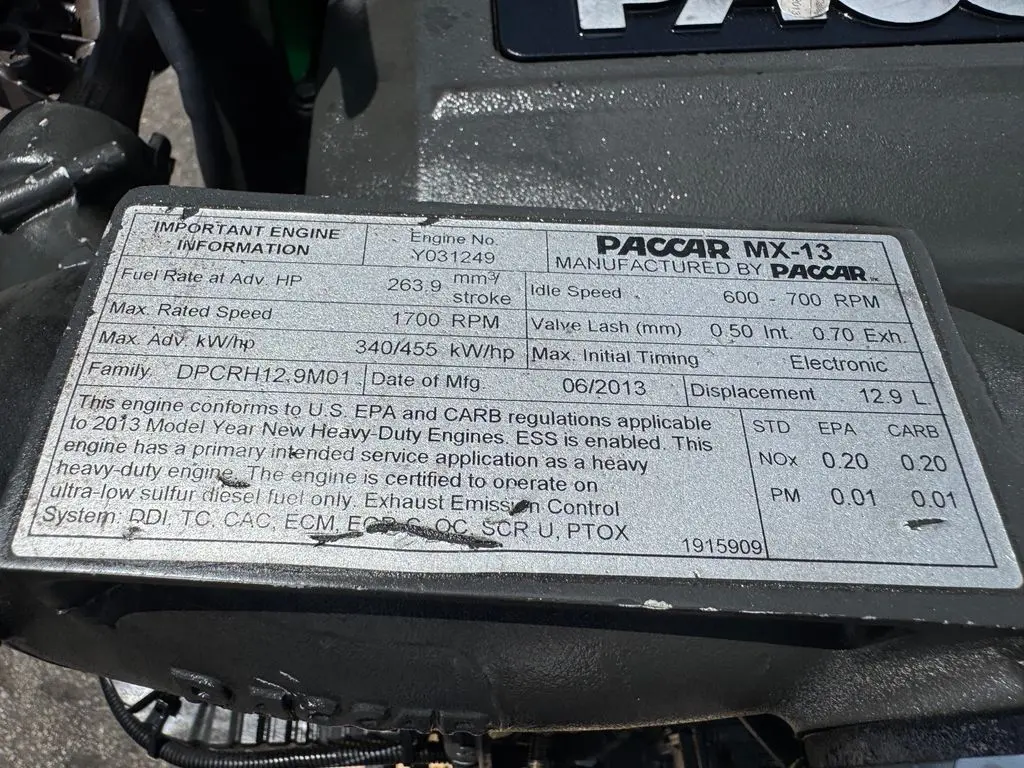 PACC
IMPORTANT ENGINE
INFORMATION
Engine No.
Y031249
PACCAR MX-13
MANUFACTURED BY PACCAR
Fuel Rate at Adv. HP 263.9 mm3/
stroke
Idle Speed 600 - 700 RPM
Max. Rated Speed 1700 RPM
Valve Lash (mm) 0.50 Int. 0.70 Exh.
Max. Adv. kW/hp 340/455 kW/hp
Max. Initial Timing Electronic
Family DPCRH12.9M01
Date of Mfg 06/2013
Displacement 12.9 L
This engine conforms to U.S. EPA and CARB regulations applicable
to 2013 Model Year New Heavy-Duty Engines. ESS is enabled. This
engine has a primary intended service application as a heavy
heavy-duty engine. The engine is certified to operate on
ultra-low sulfur diesel fuel only. Exhaust Emission Control
System: DDI, TC, CAC, ECM, OC, SCR U, PTOX
1915909
STD EPA CARB
NOx 0.20 0.20
PM 0.01 0.01